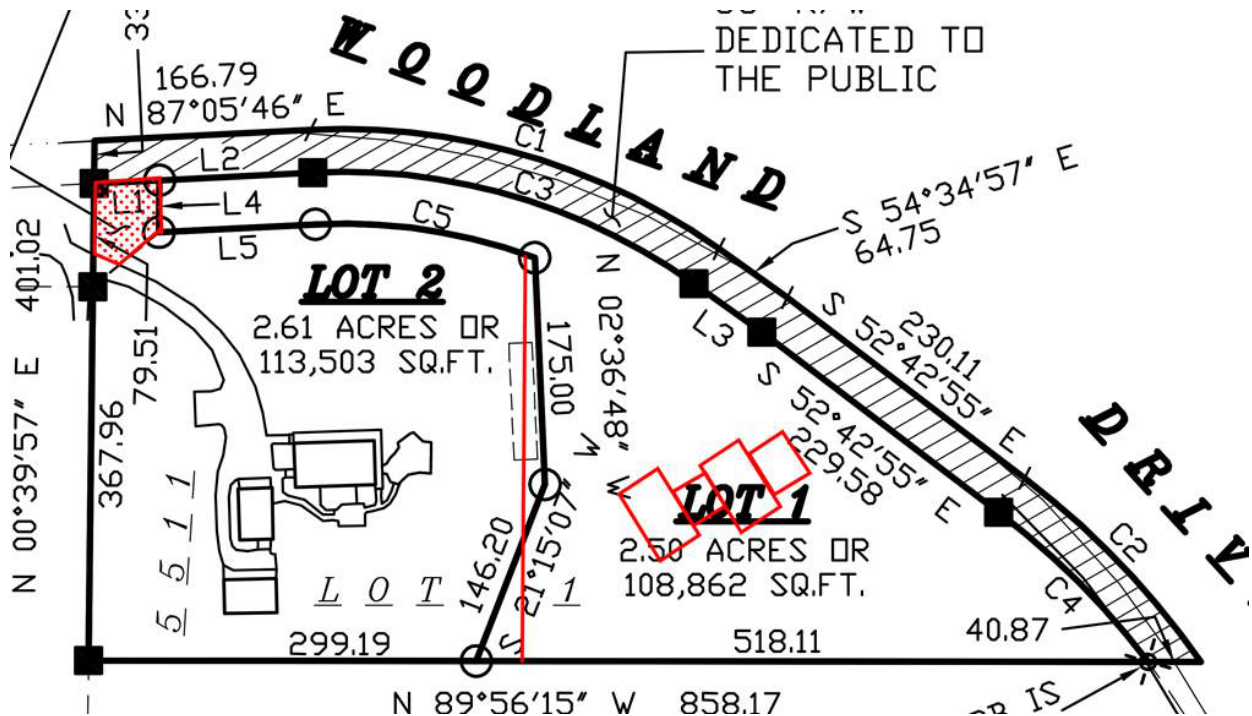 33
DEDICATED TO
THE PUBLIC
WOODLAND
166.79
N 87°05'46" E
C1
L2
C3
L1
L4
L5
C5
S 54°34'57" E
64.75
LOT 2
2.61 ACRES OR
113,503 SQ.FT.
401.02
N 00°39'57" E
79.51
367.96
175.00
N 02°36'48" W
L3
S 52°42'55" E
230.11
S 52°42'55" E
229.58
DRIV
LOT 1
2.50 ACRES OR
108,862 SQ.FT.
5511
LOT 1
146.20
S 21°15'07" W
C2
C4
40.87
299.19
518.11
N 89°56'15" W 858.17
IS